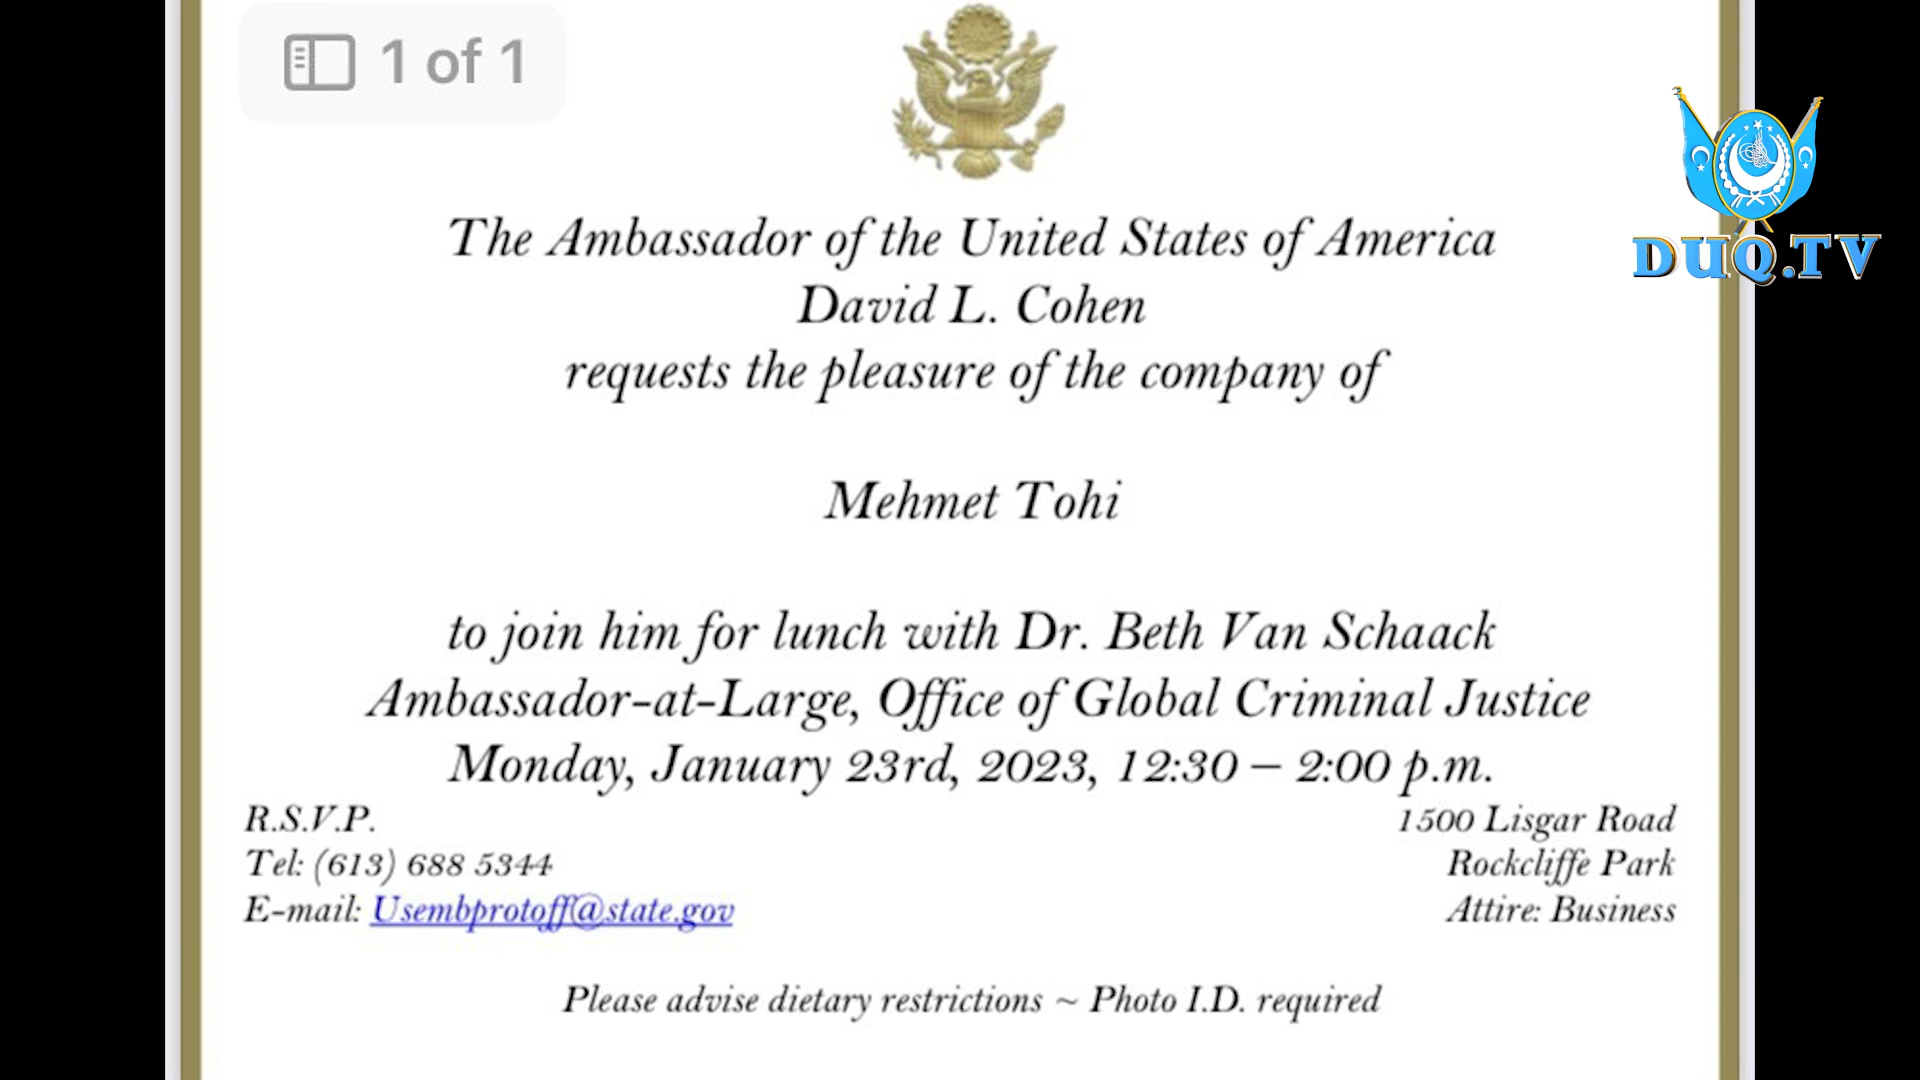 1 of 1
DUQ.TV
The Ambassador of the United States of America
David L. Cohen
requests the pleasure of the company of
Mehmet Tohi
to join him for lunch with Dr. Beth Van Schaack
Ambassador-at-Large, Office of Global Criminal Justice
Monday, January 23rd, 2023, 12:30 – 2:00 p.m.
R.S.V.P.
Tel: (613) 688 5344
E-mail: Usembprotoff@state.gov
1500 Lisgar Road
Rockcliffe Park
Attire: Business
Please advise dietary restrictions ~ Photo I.D. required